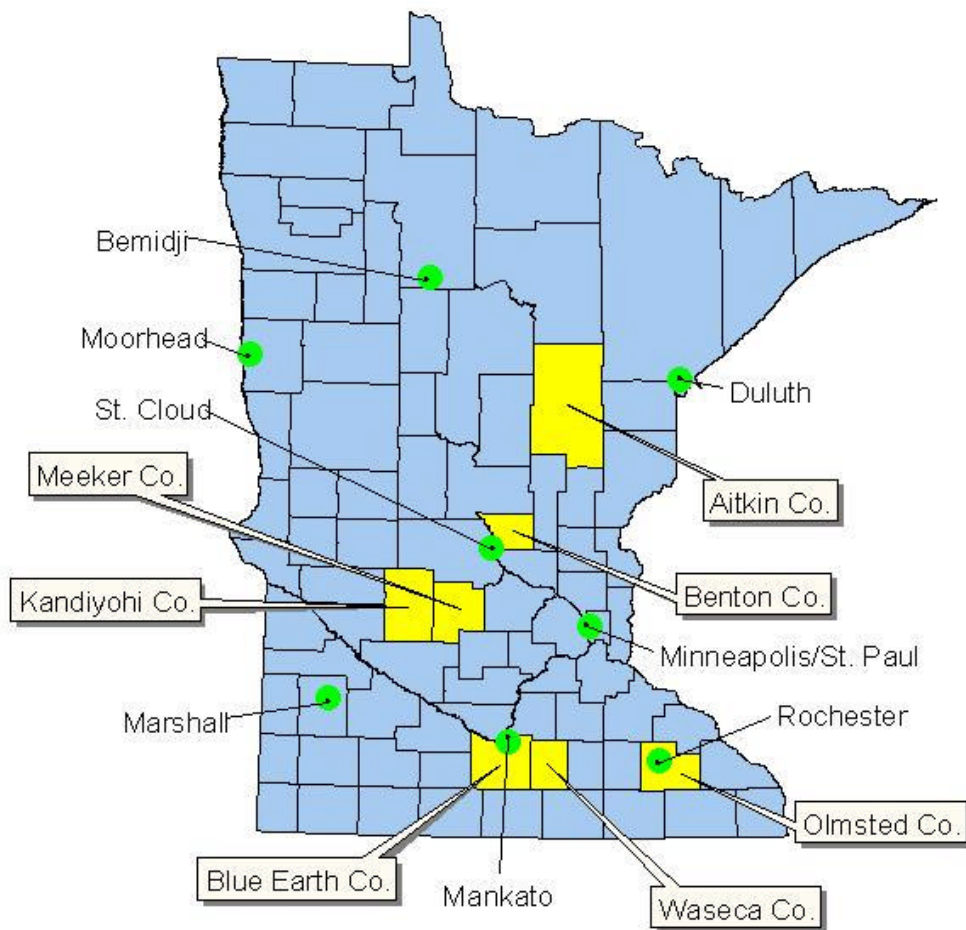 Bemidji
Moorhead
St. Cloud
Duluth
Meeker Co.
Aitkin Co.
Kandiyohi Co.
Benton Co.
Minneapolis/St. Paul
Marshall
Rochester
Olmsted Co.
Blue Earth Co.
Mankato
Waseca Co.